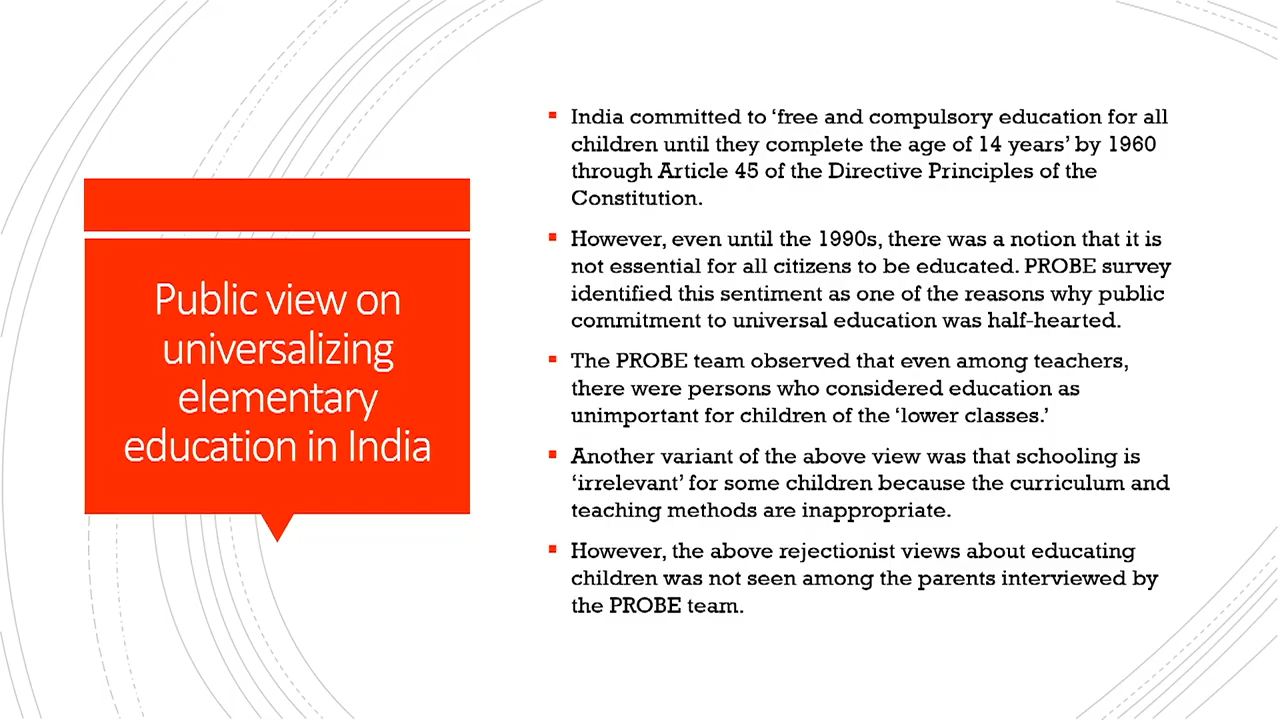 Public view on
universalizing
elementary
education in India
India committed to ‘free and compulsory education for all
children until they complete the age of 14 years’ by 1960
through Article 45 of the Directive Principles of the
Constitution.
However, even until the 1990s, there was a notion that it is
not essential for all citizens to be educated. PROBE survey
identified this sentiment as one of the reasons why public
commitment to universal education was half-hearted.
The PROBE team observed that even among teachers,
there were persons who considered education as
unimportant for children of the ‘lower classes.’
Another variant of the above view was that schooling is
‘irrelevant’ for some children because the curriculum and
teaching methods are inappropriate.
However, the above rejectionist views about educating
children was not seen among the parents interviewed by
the PROBE team.